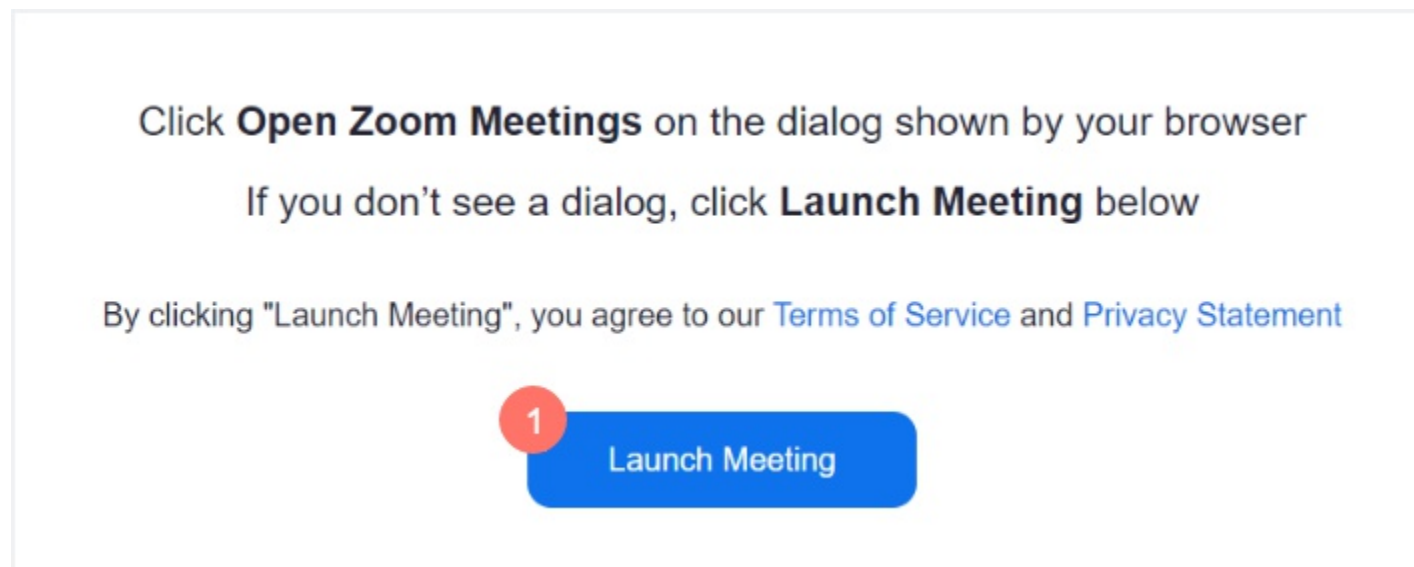 Click Open Zoom Meetings on the dialog shown by your browser
If you don’t see a dialog, click Launch Meeting below
By clicking "Launch Meeting", you agree to our Terms of Service and Privacy Statement
1
Launch Meeting